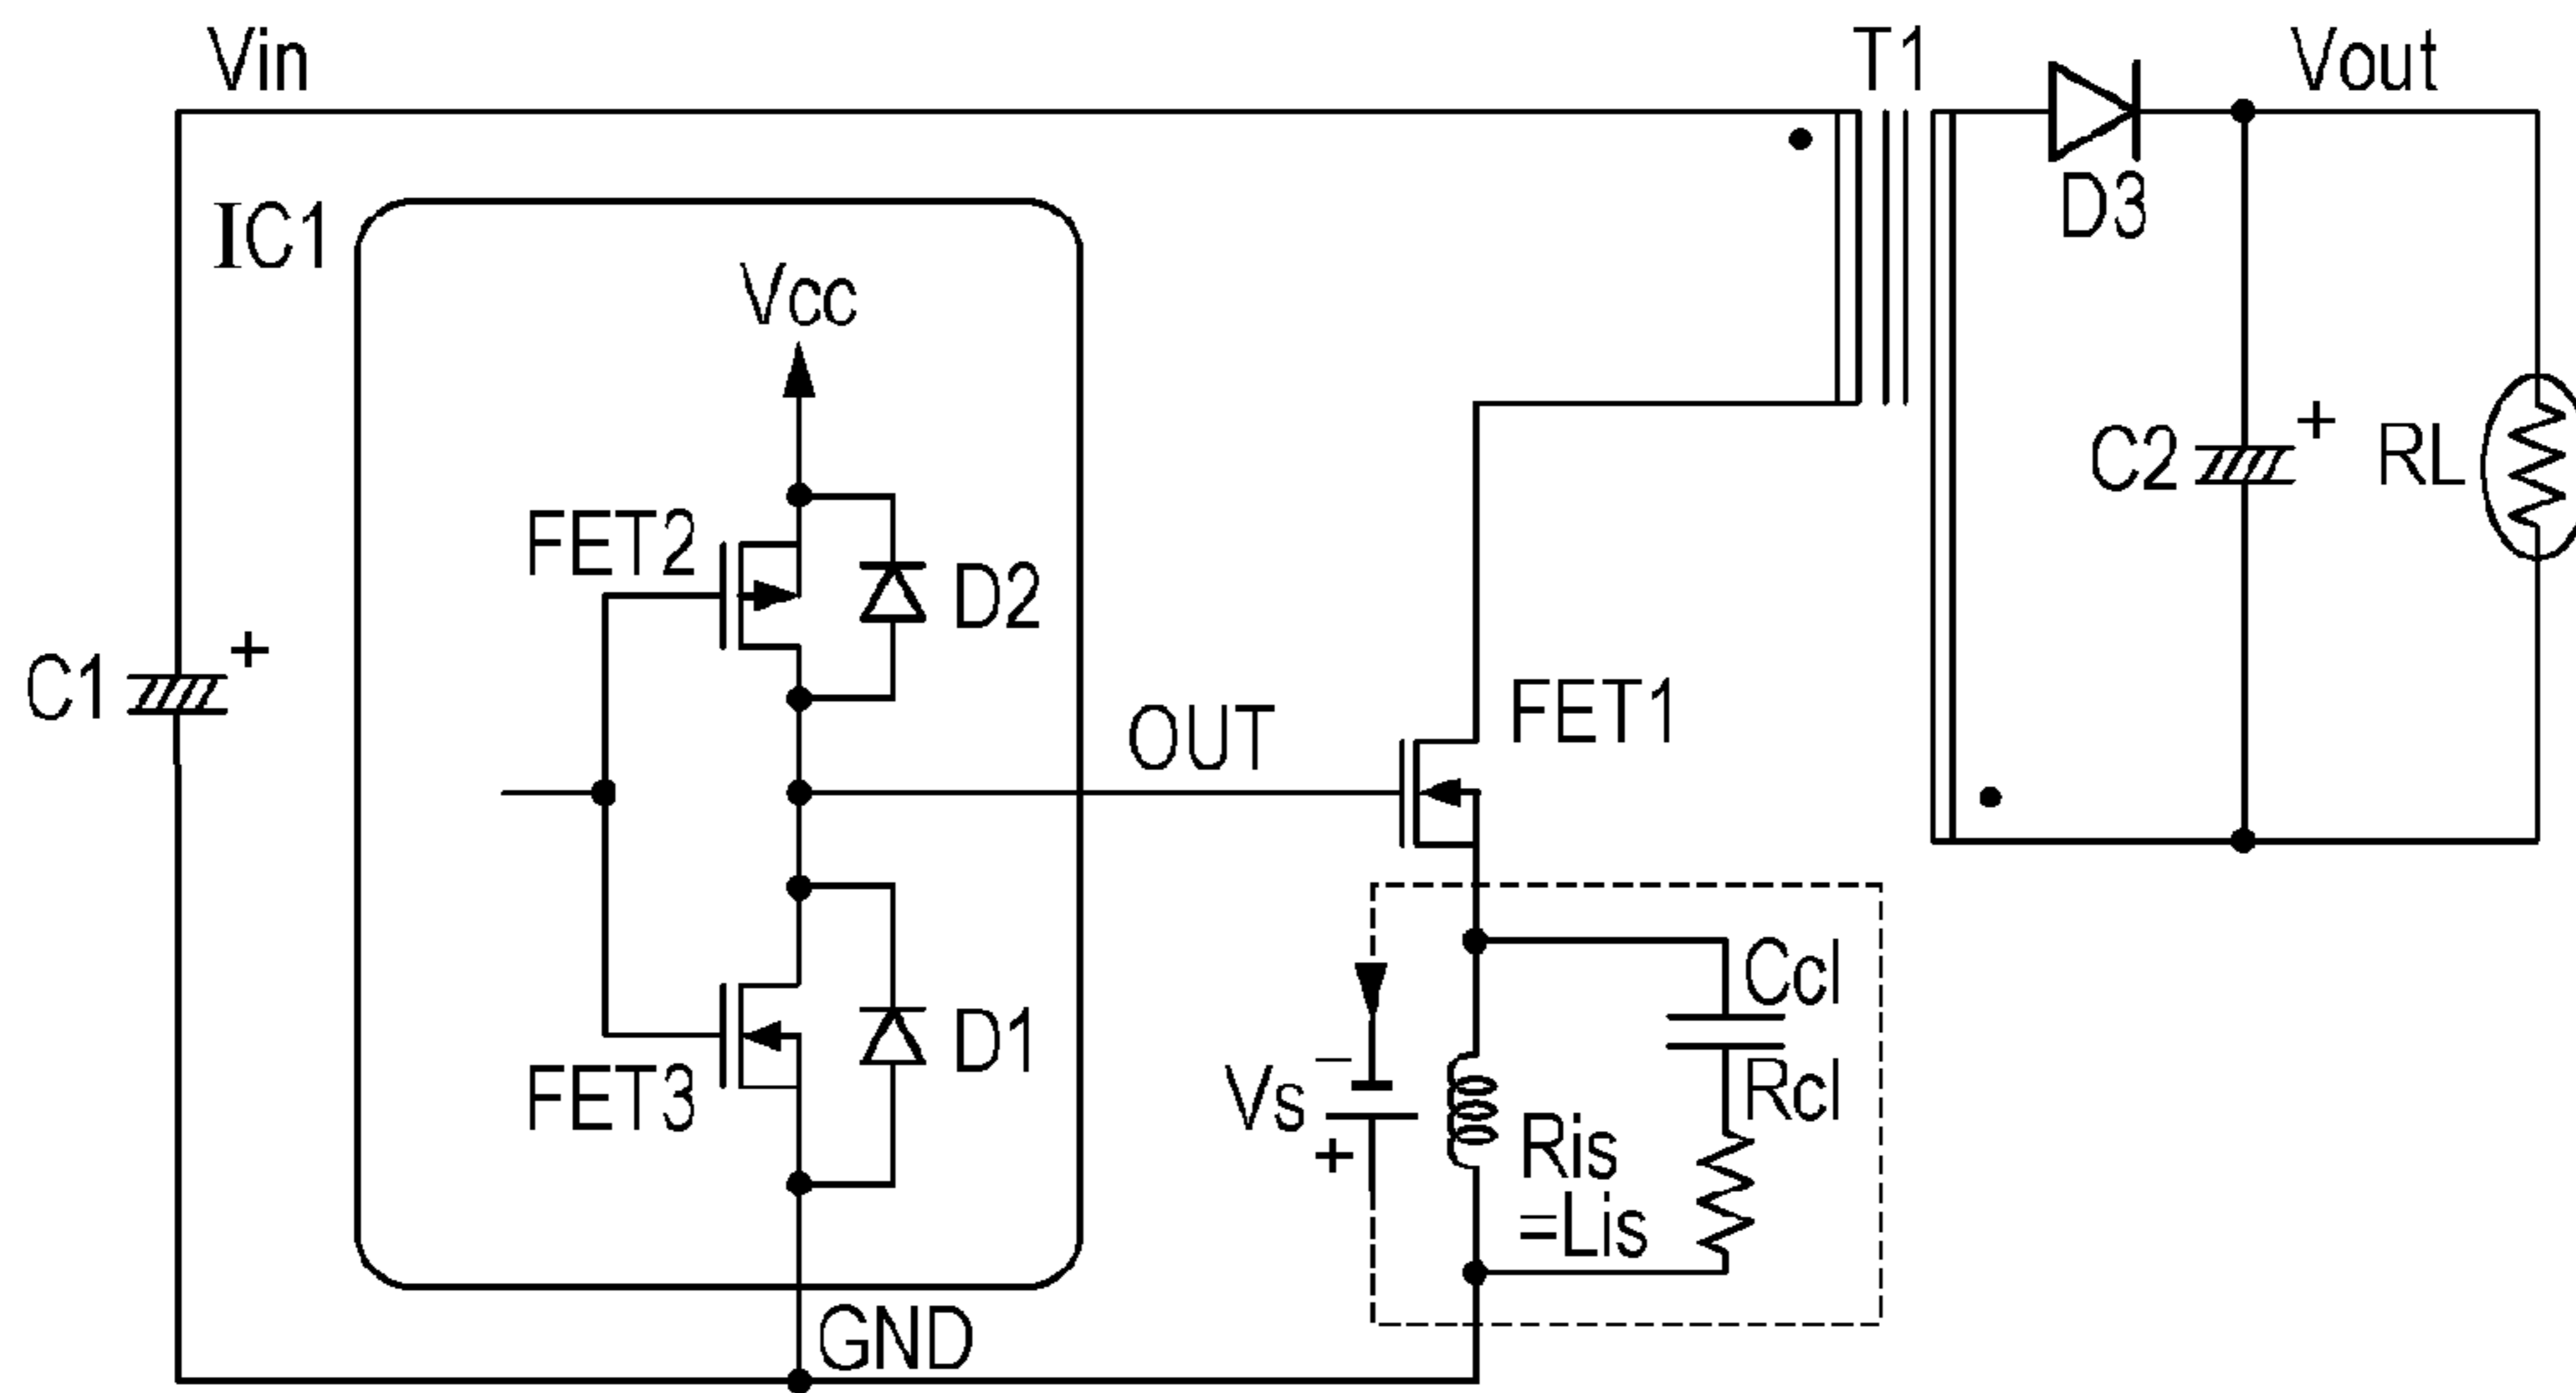 Vin
T1
Vout
IC1
D3
Vcc
FET2
D2
C2
+
RL
C1
+
OUT
FET1
FET3
D1
Ccl
Rcl
Vs
−
+
Ris
=Lis
GND